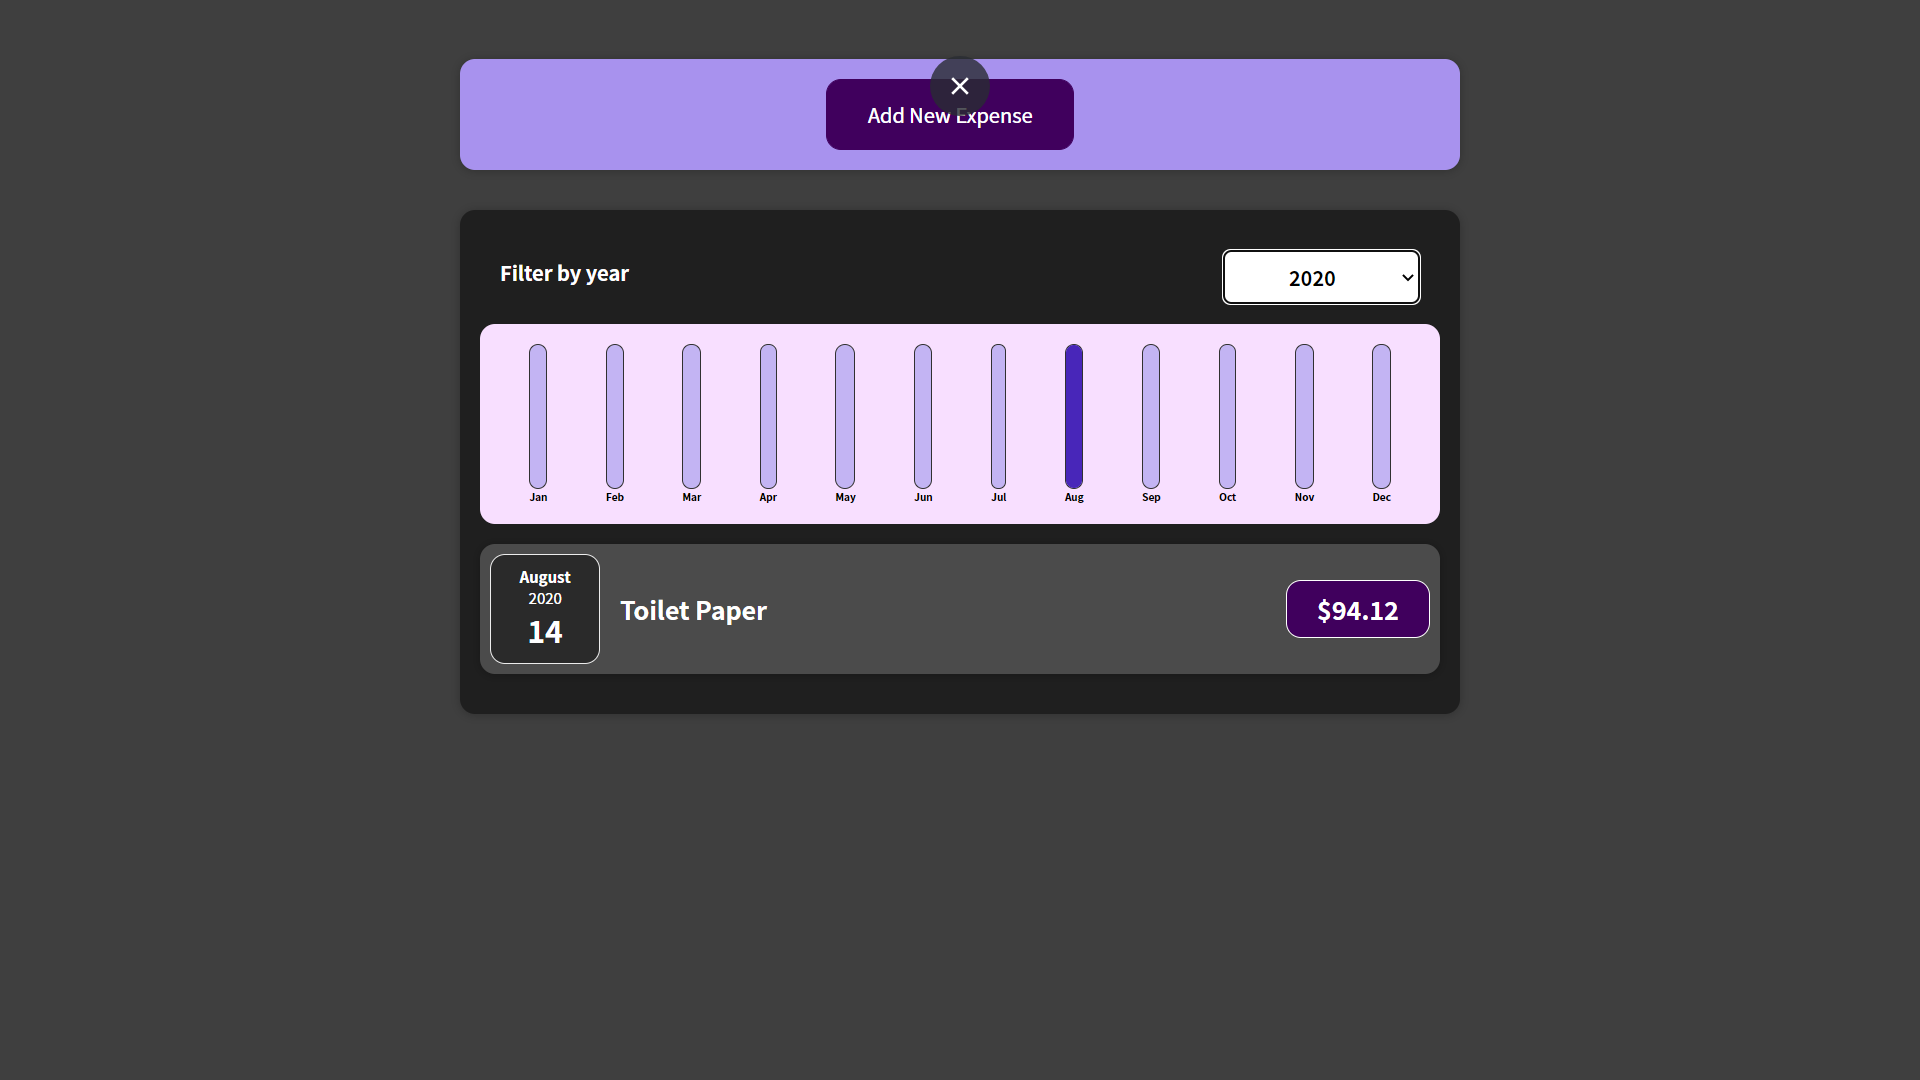 Add New Expense
Filter by year
2020
Jan Feb Mar Apr May Jun Jul Aug Sep Oct Nov Dec
August
2020
14
Toilet Paper
$94.12